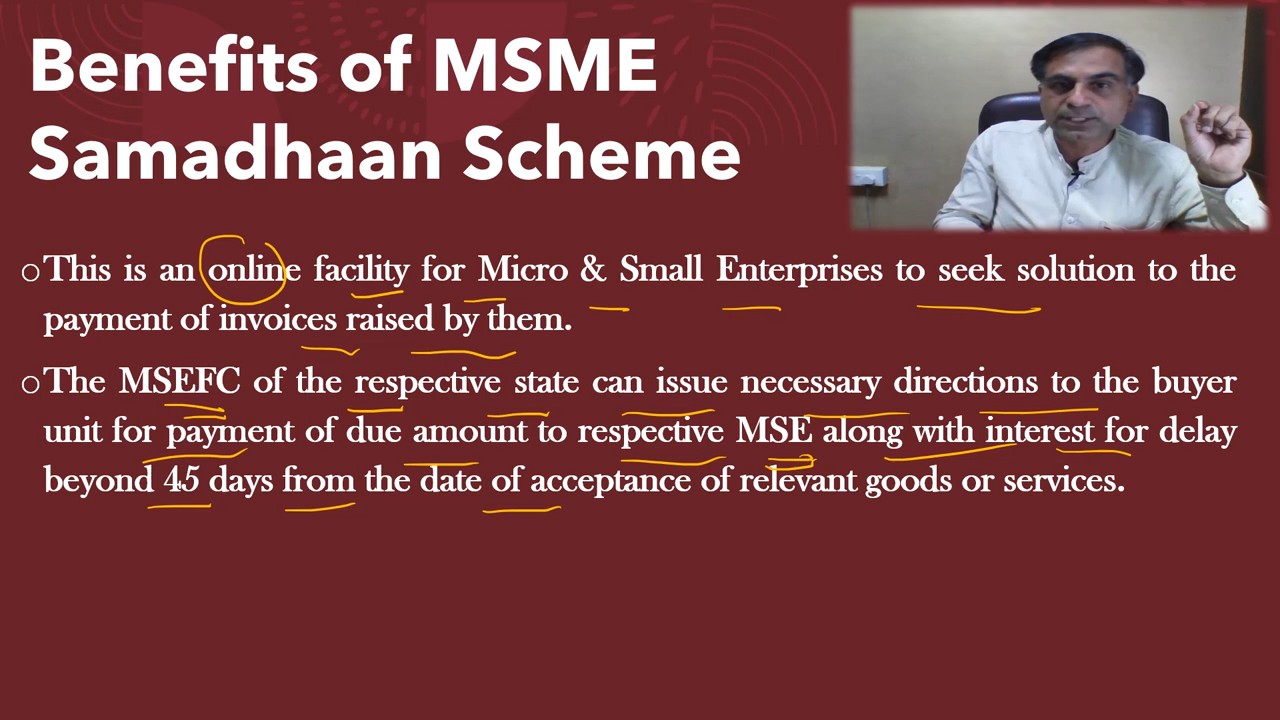 Benefits of MSME
Samadhaan Scheme
This is an online facility for Micro & Small Enterprises to seek solution to the
payment of invoices raised by them.
The MSEFC of the respective state can issue necessary directions to the buyer
unit for payment of due amount to respective MSE along with interest for delay
beyond 45 days from the date of acceptance of relevant goods or services.